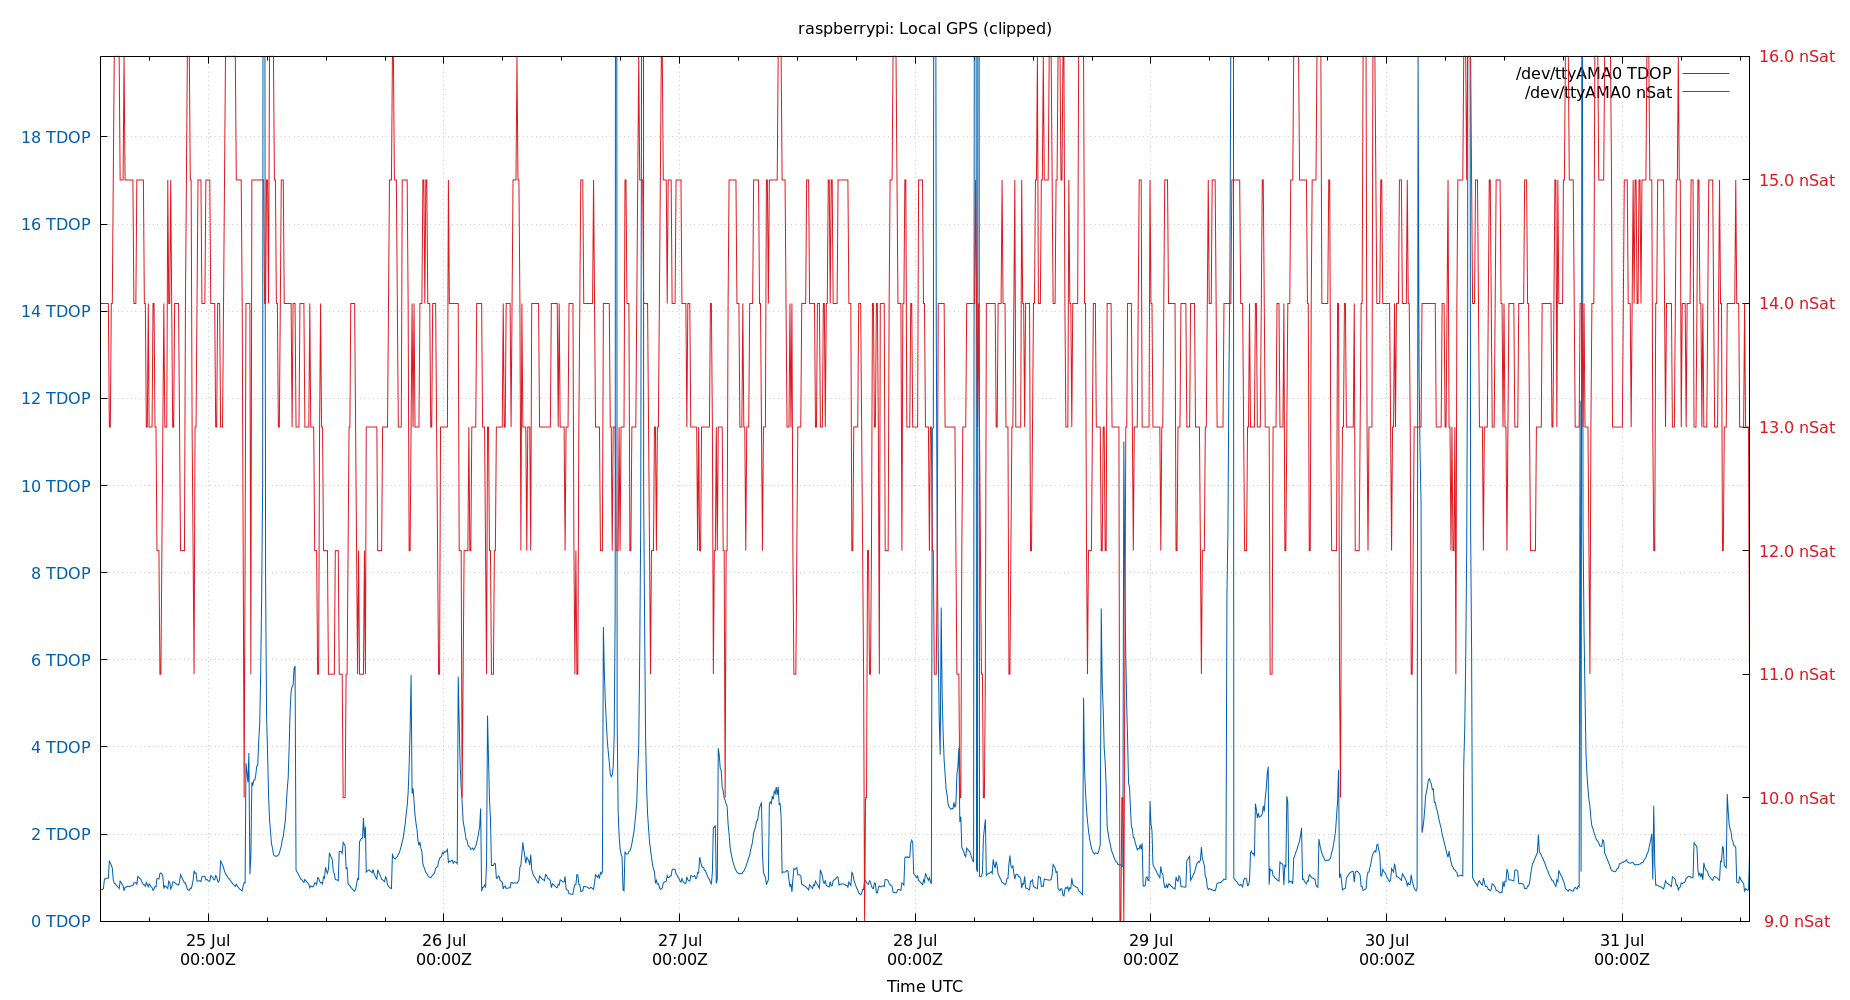 raspberrypi: Local GPS (clipped)
16.0 nSat
/dev/ttyAMA0 TDOP
/dev/ttyAMA0 nSat
18 TDOP
15.0 nSat
16 TDOP
14.0 nSat
14 TDOP
12 TDOP
13.0 nSat
10 TDOP
12.0 nSat
8 TDOP
6 TDOP
11.0 nSat
4 TDOP
10.0 nSat
2 TDOP
0 TDOP
9.0 nSat
25 Jul 26 Jul 27 Jul 28 Jul 29 Jul 30 Jul 31 Jul
00:00Z 00:00Z 00:00Z 00:00Z 00:00Z 00:00Z 00:00Z
Time UTC